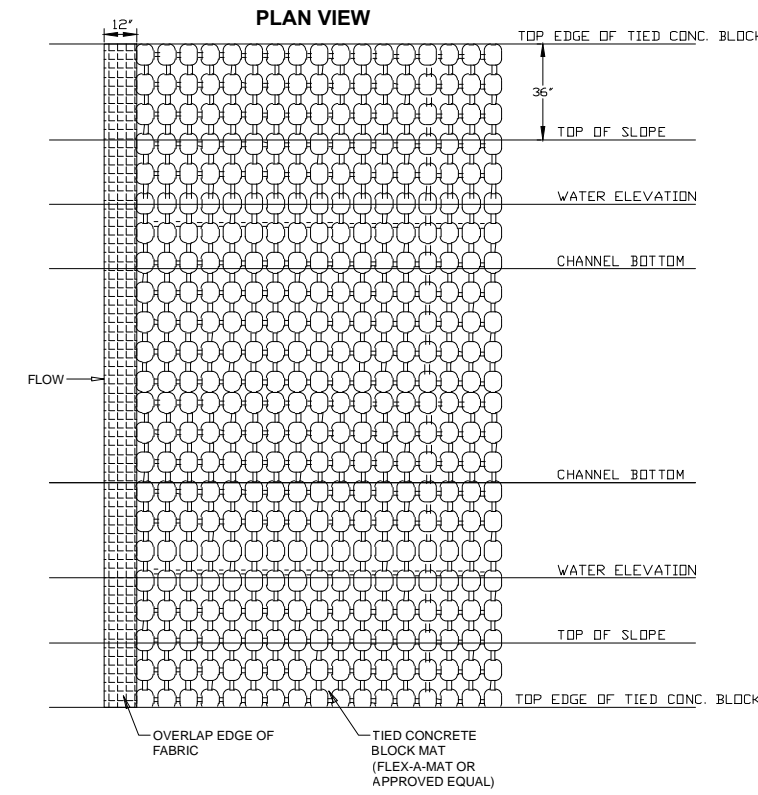 PLAN VIEW
12"
TOP EDGE OF TIED CONC. BLOCK
36"
TOP OF SLOPE
WATER ELEVATION
CHANNEL BOTTOM
FLOW
CHANNEL BOTTOM
WATER ELEVATION
TOP OF SLOPE
TOP EDGE OF TIED CONC. BLOCK
OVERLAP EDGE OF
FABRIC
TIED CONCRETE
BLOCK MAT
(FLEX-A-MAT OR
APPROVED EQUAL)